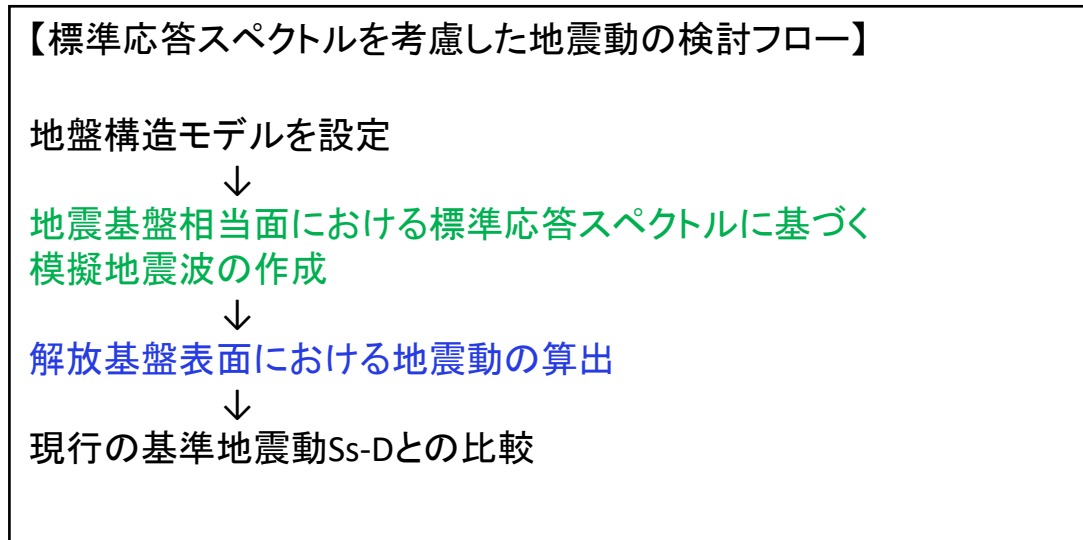 【標準応答スペクトルを考慮した地震動の検討フロー】
地盤構造モデルを設定
↓
地震基盤相当面における標準応答スペクトルに基づく
模擬地震波の作成
↓
解放基盤表面における地震動の算出
↓
現行の基準地震動Ss-Dとの比較